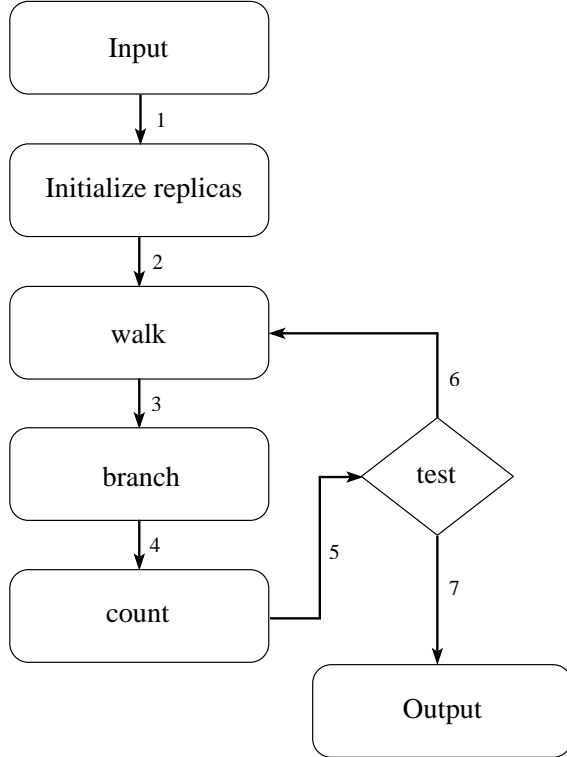 Input
1
Initialize replicas
2
walk
3
branch
4
count
5
test
6
7
Output